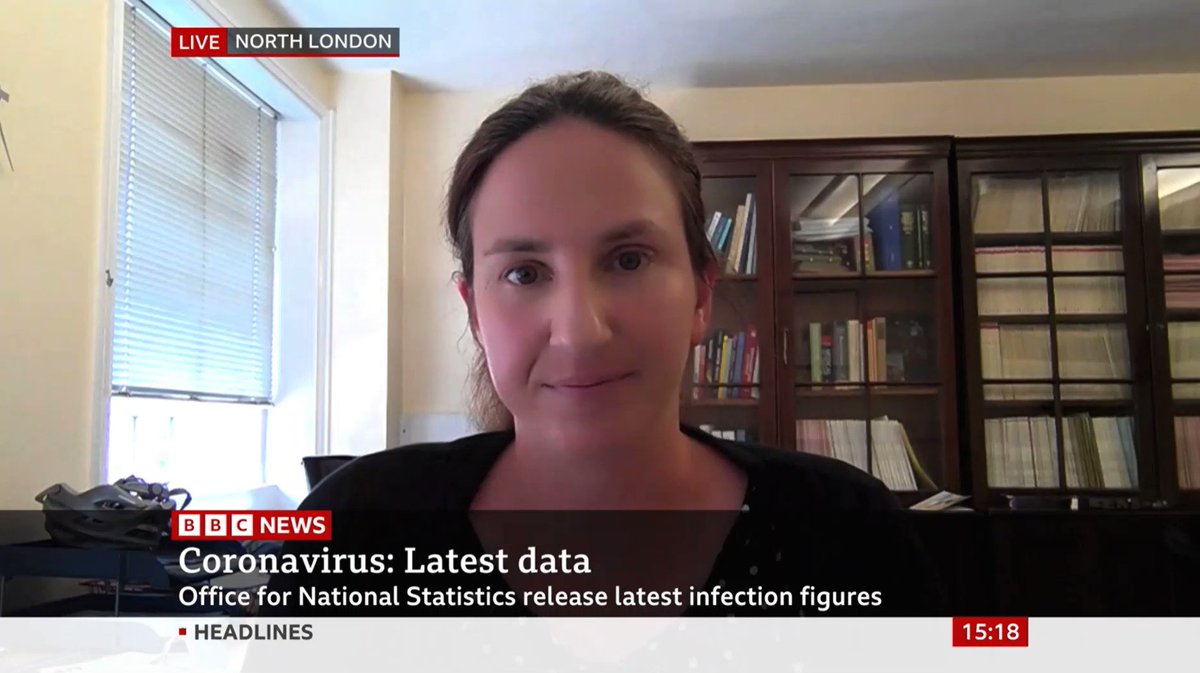 LIVE NORTH LONDON
BBC NEWS
Coronavirus: Latest data
Office for National Statistics release latest infection figures
HEADLINES
15:18